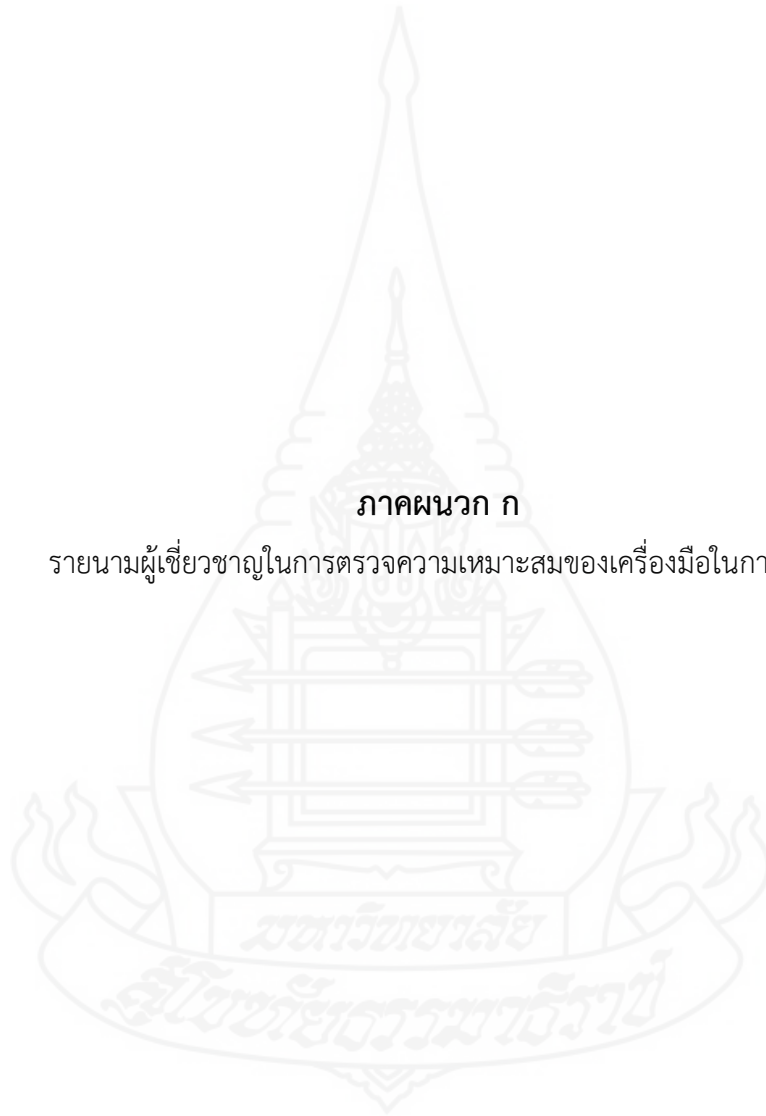 ภาคผนวก ก
รายนามผู้เชี่ยวชาญในการตรวจความเหมาะสมของเครื่องมือในกา
มหาวิทยาลัย
สุโขทัยธรรมาธิราช